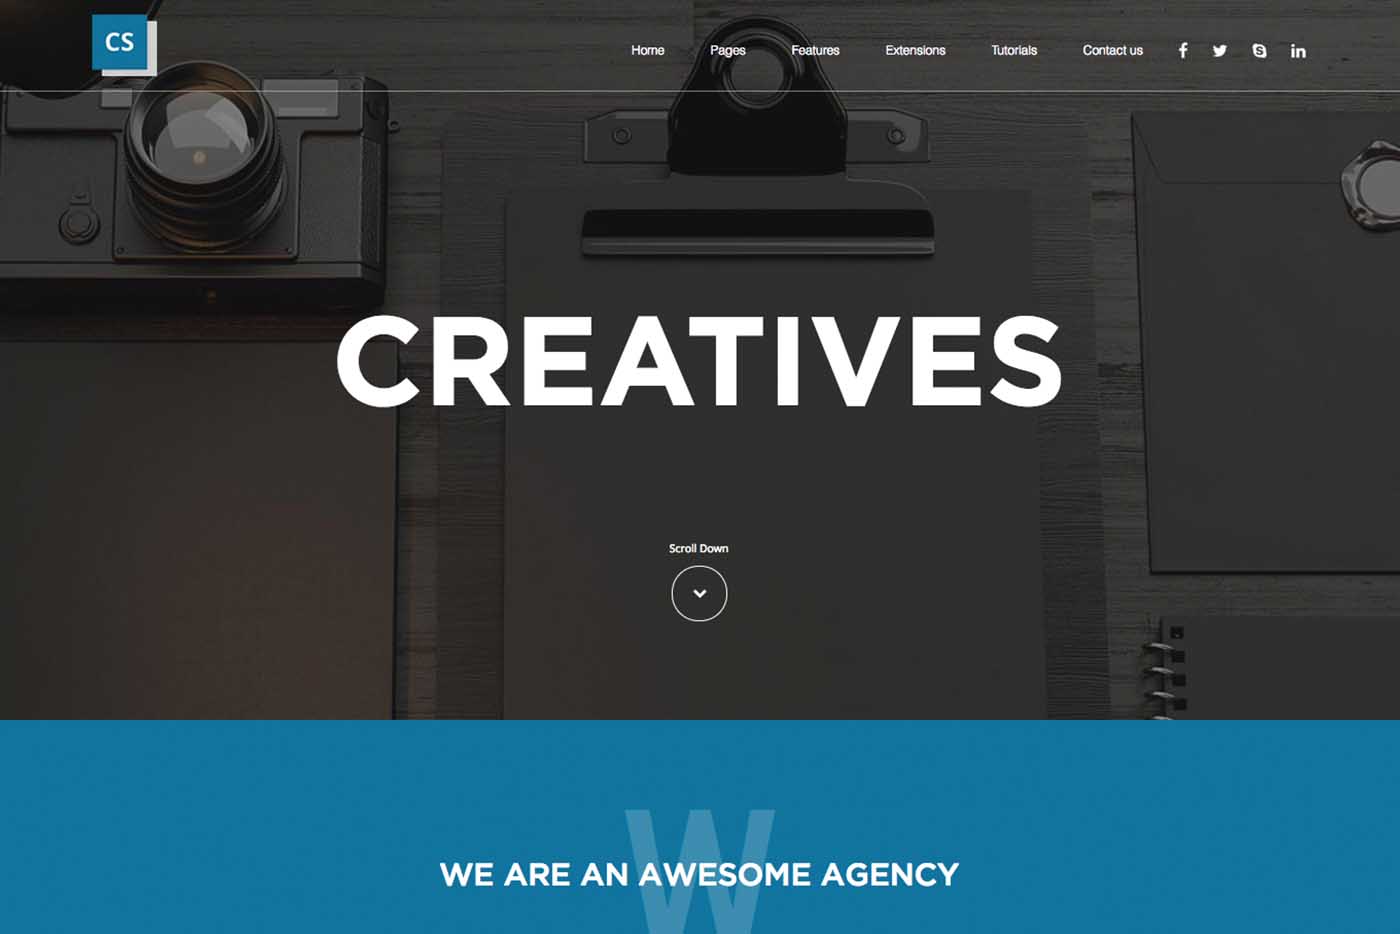 CS
Home Pages Features Extensions Tutorials Contact us
CREATIVES
Scroll Down
W
WE ARE AN AWESOME AGENCY